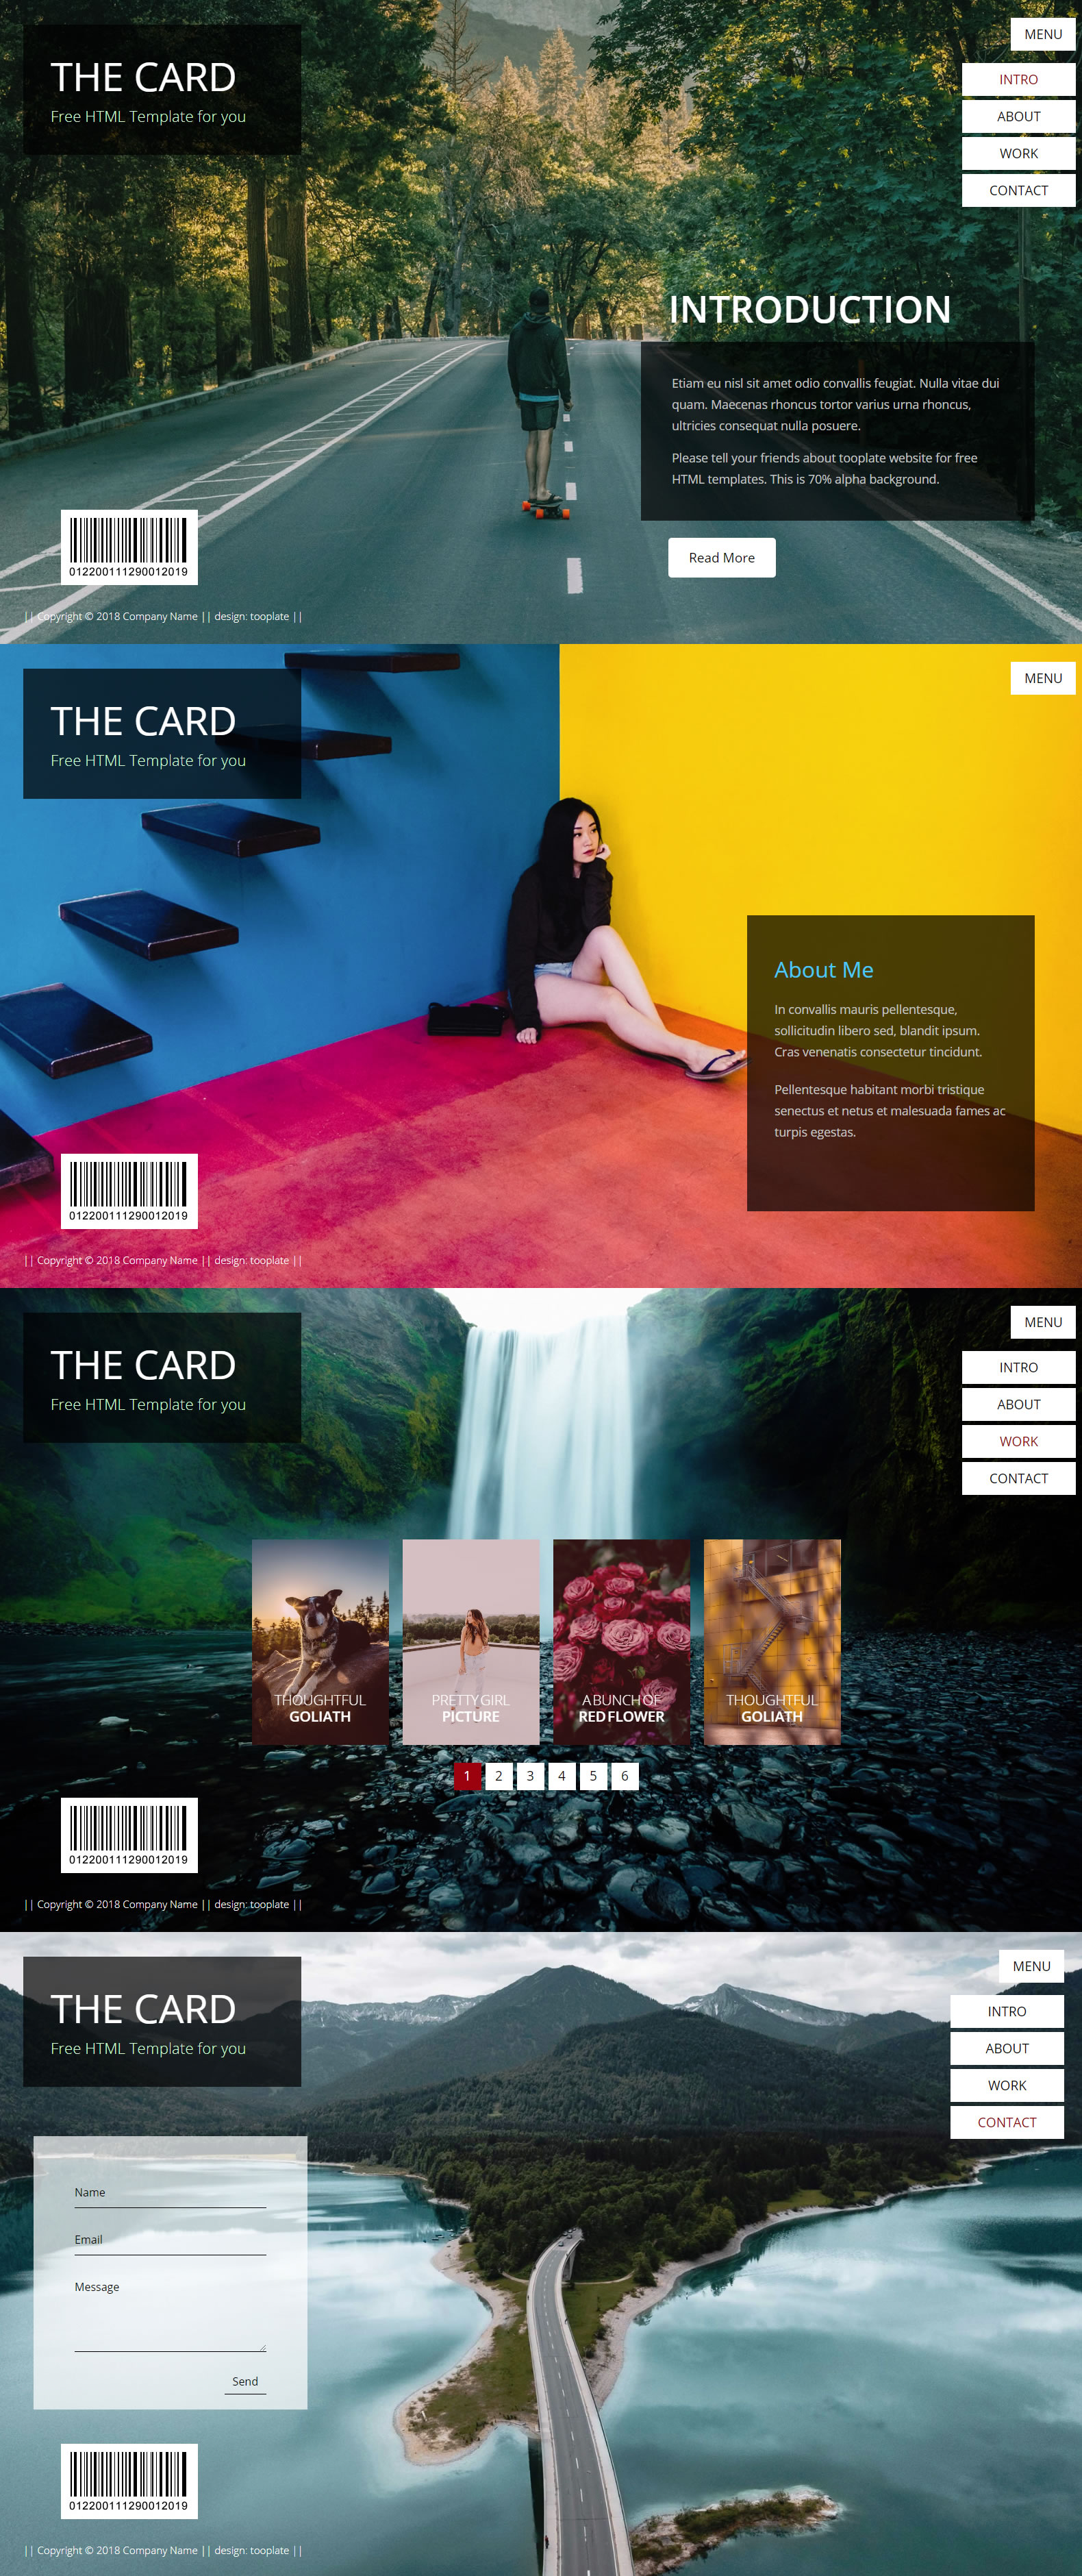 THE CARD
Free HTML Template for you
MENU
INTRO
ABOUT
WORK
CONTACT
INTRODUCTION
Etiam eu nisl sit amet odio convallis feugiat. Nulla vitae dui
quam. Maecenas rhoncus tortor varius urna rhoncus,
ultricies consequat nulla posuere.
Please tell your friends about tooplate website for free
HTML templates. This is 70% alpha background.
Read More
012200111290012019
|| Copyright © 2018 Company Name || design: tooplate ||
THE CARD
Free HTML Template for you
MENU
About Me
In convallis mauris pellentesque,
sollicitudin libero sed, blandit ipsum.
Cras venenatis consectetur tincidunt.
Pellentesque habitant morbi tristique
senectus et netus et malesuada fames ac
turpis egestas.
012200111290012019
|| Copyright © 2018 Company Name || design: tooplate ||
THE CARD
Free HTML Template for you
MENU
INTRO
ABOUT
WORK
CONTACT
THOUGHTFUL
GOLIATH
PRETTY GIRL
PICTURE
A BUNCH OF
RED FLOWER
THOUGHTFUL
GOLIATH
1 2 3 4 5 6
012200111290012019
|| Copyright © 2018 Company Name || design: tooplate ||
THE CARD
Free HTML Template for you
MENU
INTRO
ABOUT
WORK
CONTACT
Name
Email
Message
Send
012200111290012019
|| Copyright © 2018 Company Name || design: tooplate ||